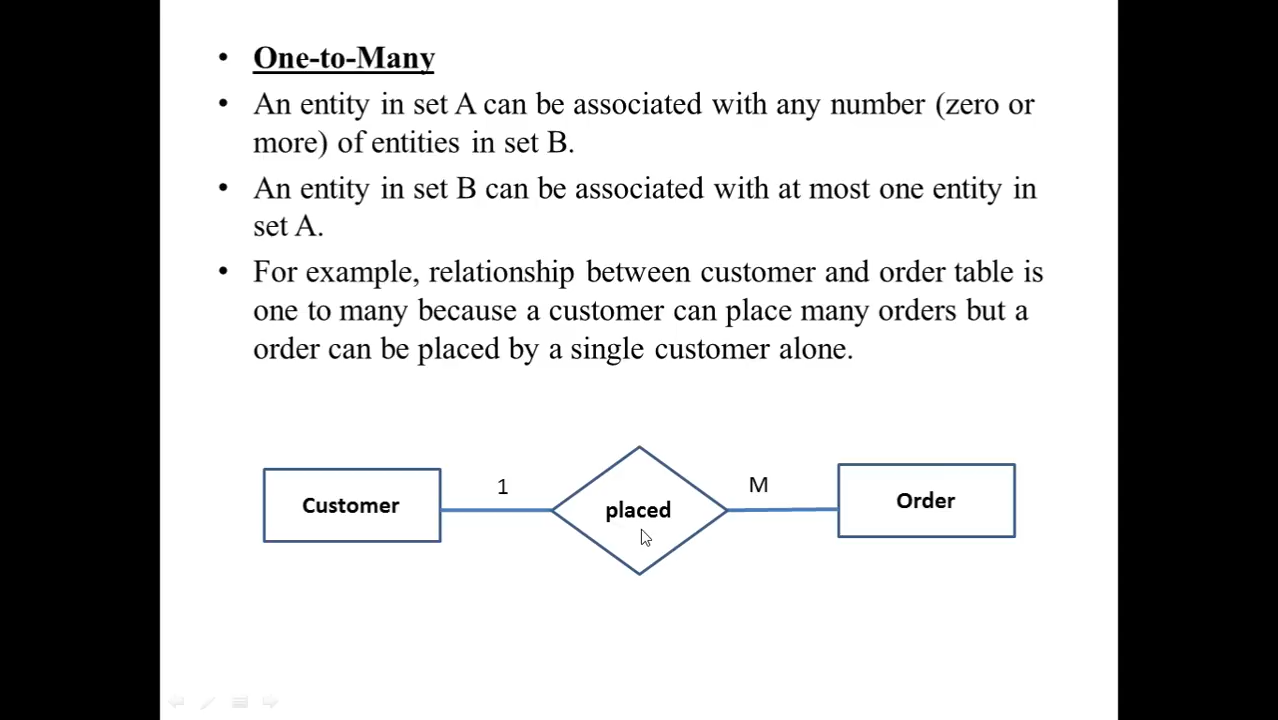 • One-to-Many
• An entity in set A can be associated with any number (zero or
more) of entities in set B.
• An entity in set B can be associated with at most one entity in
set A.
• For example, relationship between customer and order table is
one to many because a customer can place many orders but a
order can be placed by a single customer alone.
Customer 1 placed M Order